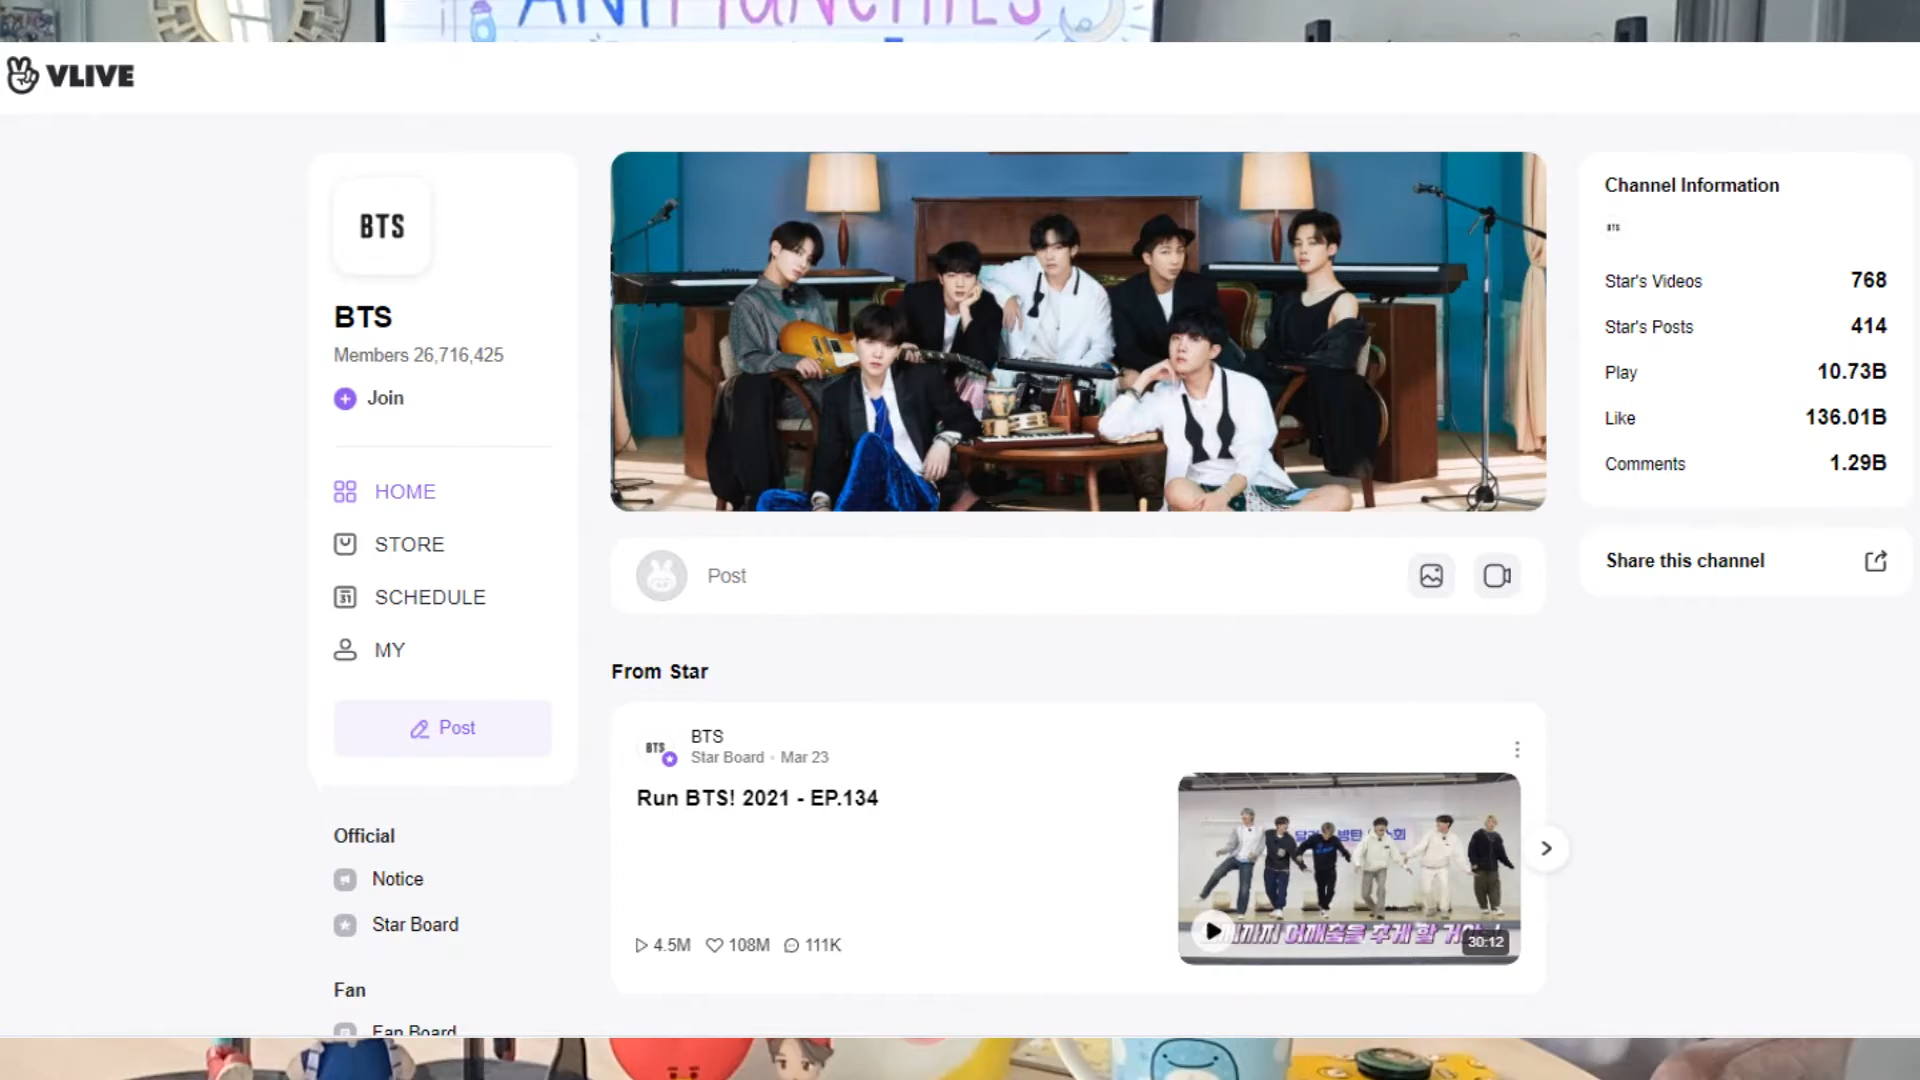 VLIVE
BTS
BTS
Members 26,716,425
Join
HOME
STORE
SCHEDULE
31
MY
Post
Official
Notice
Star Board
Fan
Fan Board
Post
From Star
BTS
BTS
Star Board • Mar 23
Run BTS! 2021 - EP.134
4.5M 108M 111K
30:12
Channel Information
BTS
Star's Videos 768
Star's Posts 414
Play 10.73B
Like 136.01B
Comments 1.29B
Share this channel